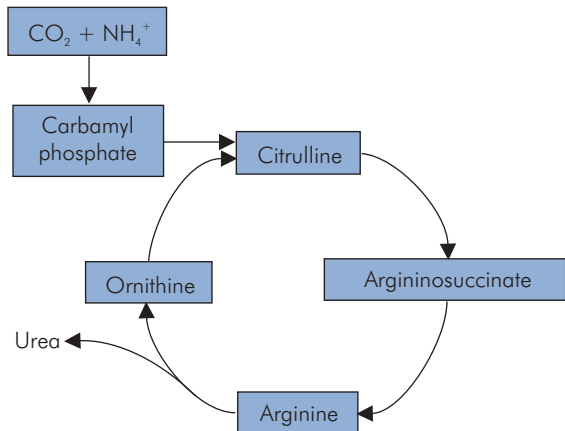 CO₂ + NH₄⁺
Carbamyl
phosphate
Citrulline
Ornithine
Argininosuccinate
Urea
Arginine